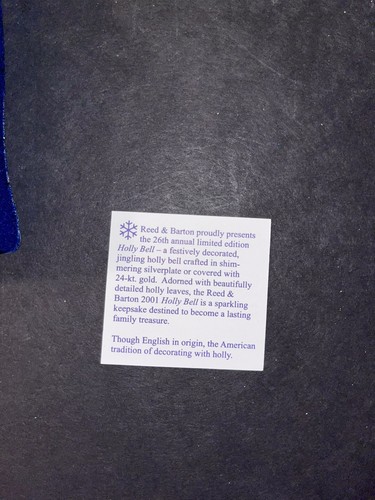 Reed & Barton proudly presents
the 26th annual limited edition
Holly Bell – a festively decorated,
jingling holly bell crafted in shim-
mering silverplate or covered with
24-kt. gold. Adorned with beautifully
detailed holly leaves, the Reed &
Barton 2001 Holly Bell is a sparkling
keepsake destined to become a lasting
family treasure.
Though English in origin, the American
tradition of decorating with holly.